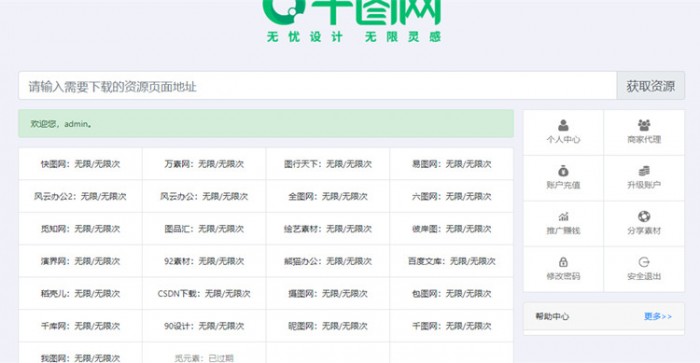 千图网
无忧设计 无限灵感
请输入需要下载的资源页面地址
获取资源
欢迎您，admin。
快图网：无限/无限次 万素网：无限/无限次 图行天下：无限/无限次 易图网：无限/无限次
风云办公2：无限/无限次 风云办公：无限/无限次 全图网：无限/无限次 六图网：无限/无限次
觅知网：无限/无限次 图品汇：无限/无限次 绘艺素材：无限/无限次 彼岸图：无限/无限次
演界网：无限/无限次 92素材：无限/无限次 熊猫办公：无限/无限次 百度文库：无限/无限次
稻壳儿：无限/无限次 CSDN下载：无限/无限次 摄图网：无限/无限次 包图网：无限/无限次
千库网：无限/无限次 90设计：无限/无限次 昵图网：无限/无限次 千图网：无限/无限次
我图网：无限/无限次 觅元素：已过期
个人中心 商家代理
账户充值 升级账户
推广赚钱 分享素材
修改密码 安全退出
帮助中心 更多>>